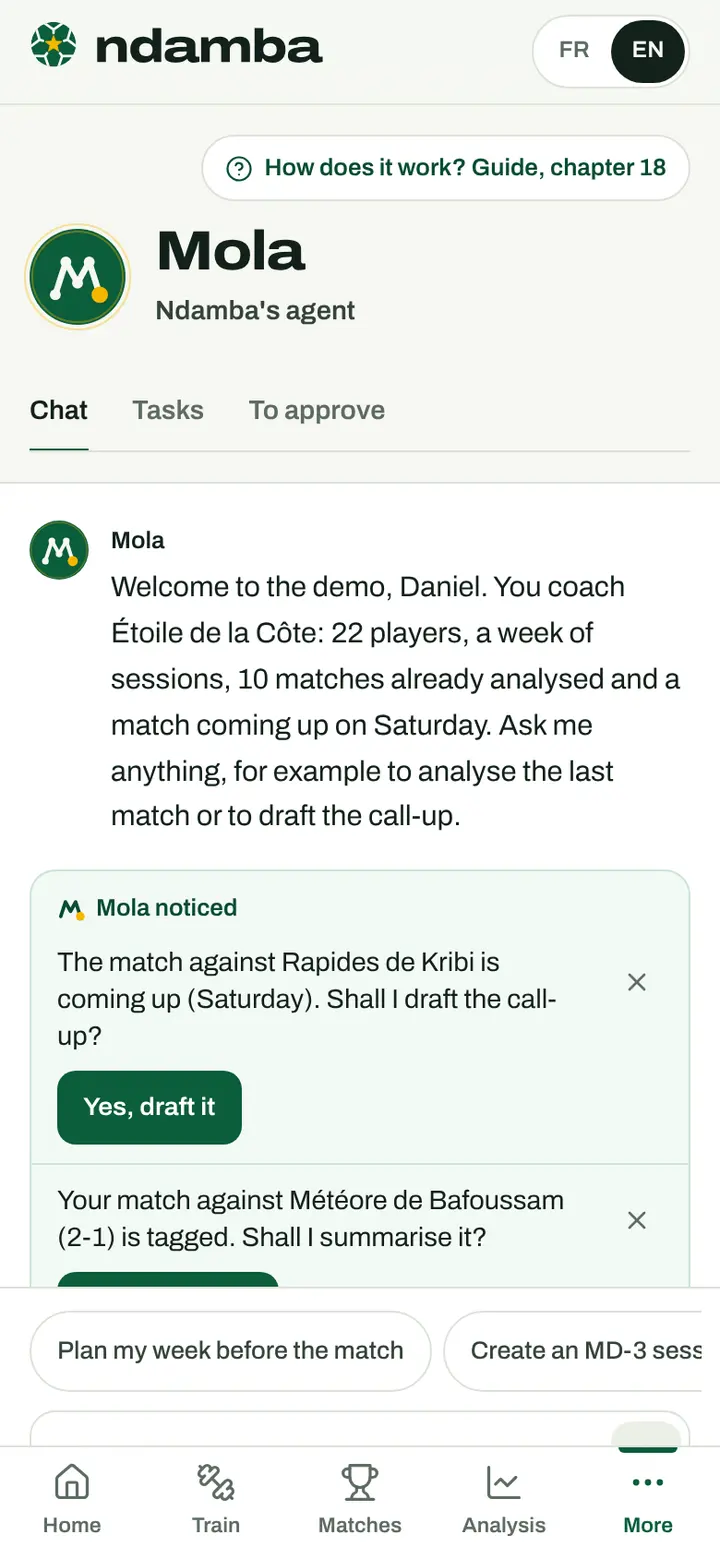 ndamba
FR EN
How does it work? Guide, chapter 18
Mola
Ndamba's agent
Chat Tasks To approve
Mola
Welcome to the demo, Daniel. You coach
Étoile de la Côte: 22 players, a week of
sessions, 10 matches already analysed and a
match coming up on Saturday. Ask me
anything, for example to analyse the last
match or to draft the call-up.
Mola noticed
The match against Rapides de Kribi is
coming up (Saturday). Shall I draft the call-
up?
Yes, draft it
Your match against Météore de Bafoussam
(2-1) is tagged. Shall I summarise it?
Plan my week before the match Create an MD-3 sess
Home Train Matches Analysis More